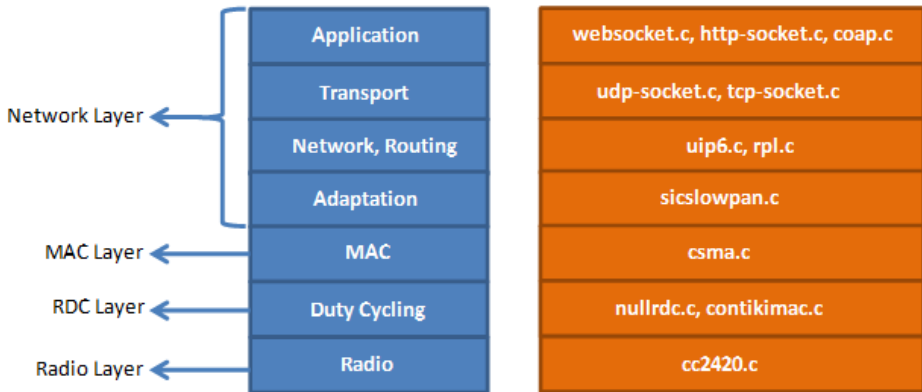 Application
websocket.c, http-socket.c, coap.c
Transport
udp-socket.c, tcp-socket.c
Network Layer
Network, Routing
uip6.c, rpl.c
Adaptation
sicslowpan.c
MAC Layer
MAC
csma.c
RDC Layer
Duty Cycling
nullrdc.c, contikimac.c
Radio Layer
Radio
cc2420.c